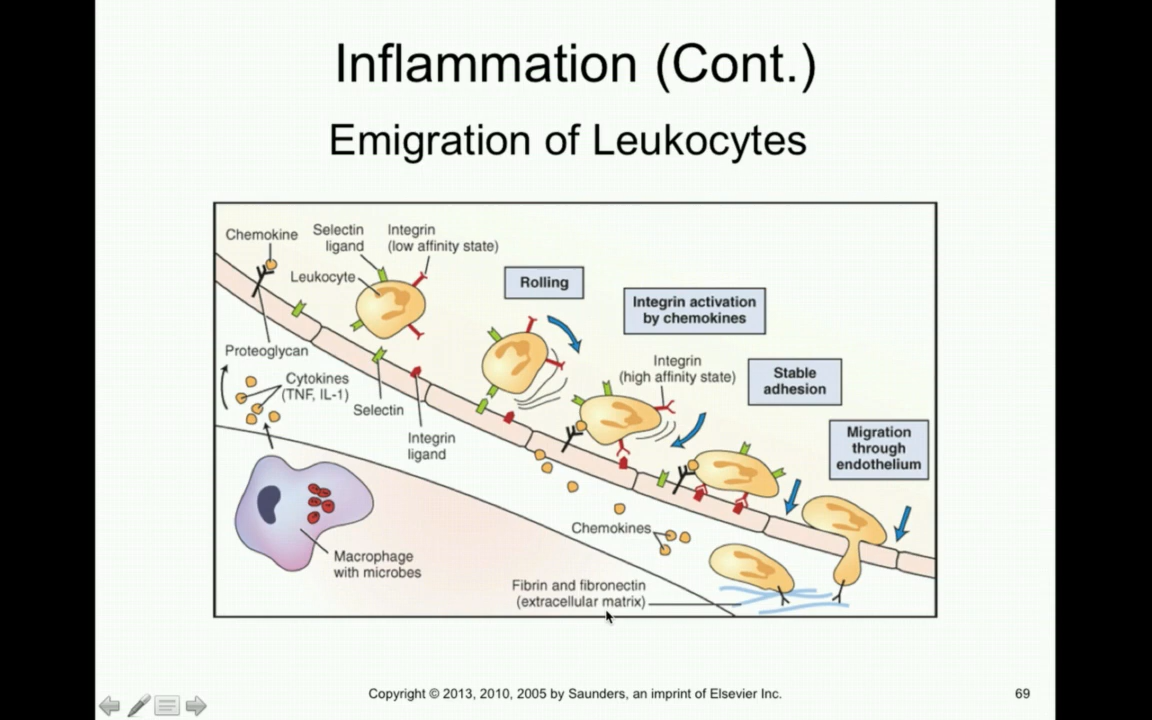 Inflammation (Cont.)
Emigration of Leukocytes
Chemokine
Selectin
ligand
Integrin
(low affinity state)
Leukocyte
Rolling
Integrin activation
by chemokines
Proteoglycan
Cytokines
(TNF, IL-1)
Selectin
Integrin
ligand
Integrin
(high affinity state)
Stable
adhesion
Migration
through
endothelium
Chemokines
Macrophage
with microbes
Fibrin and fibronectin
(extracellular matrix)
Copyright © 2013, 2010, 2005 by Saunders, an imprint of Elsevier Inc.
69